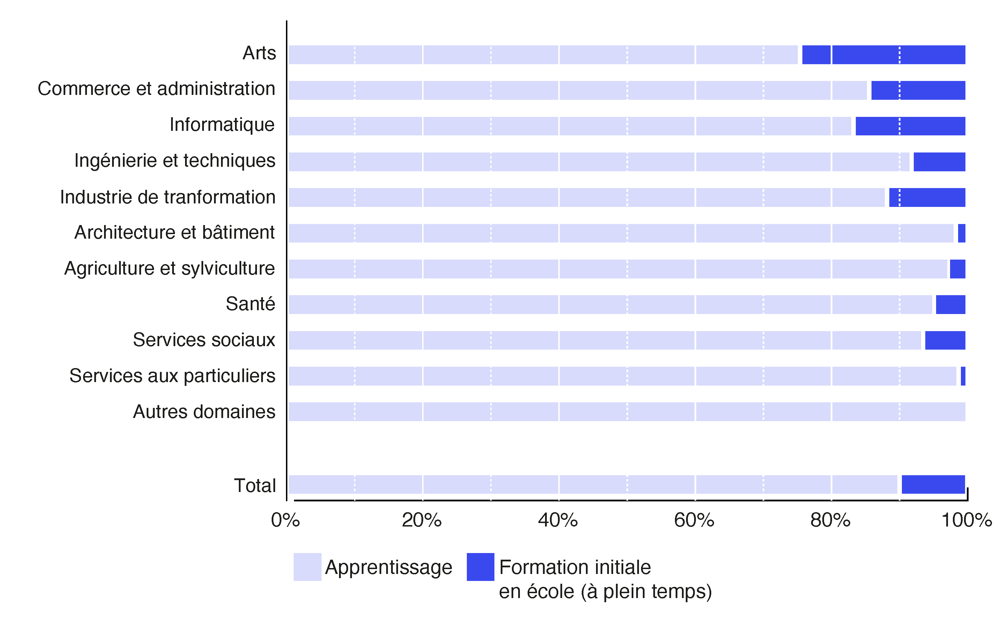 Arts
Commerce et administration
Informatique
Ingénierie et techniques
Industrie de tranformation
Architecture et bâtiment
Agriculture et sylviculture
Santé
Services sociaux
Services aux particuliers
Autres domaines
Total
0% 20% 40% 60% 80% 100%
Apprentissage Formation initiale
en école (à plein temps)